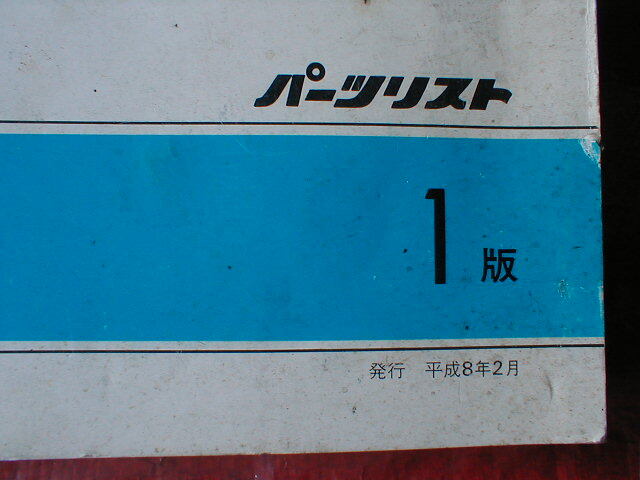 パーツリスト
1版
発行 平成8年2月